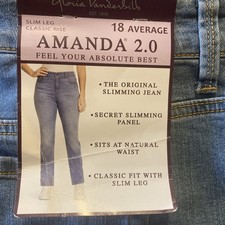 Gloria Vanderbilt
SLIM LEG
CLASSIC RISE
18 AVERAGE
AMANDA 2.0
FEEL YOUR ABSOLUTE BEST
• THE ORIGINAL
SLIMMING JEAN
• SECRET SLIMMING
PANEL
• SITS AT NATURAL
WAIST
• CLASSIC FIT WITH
SLIM LEG